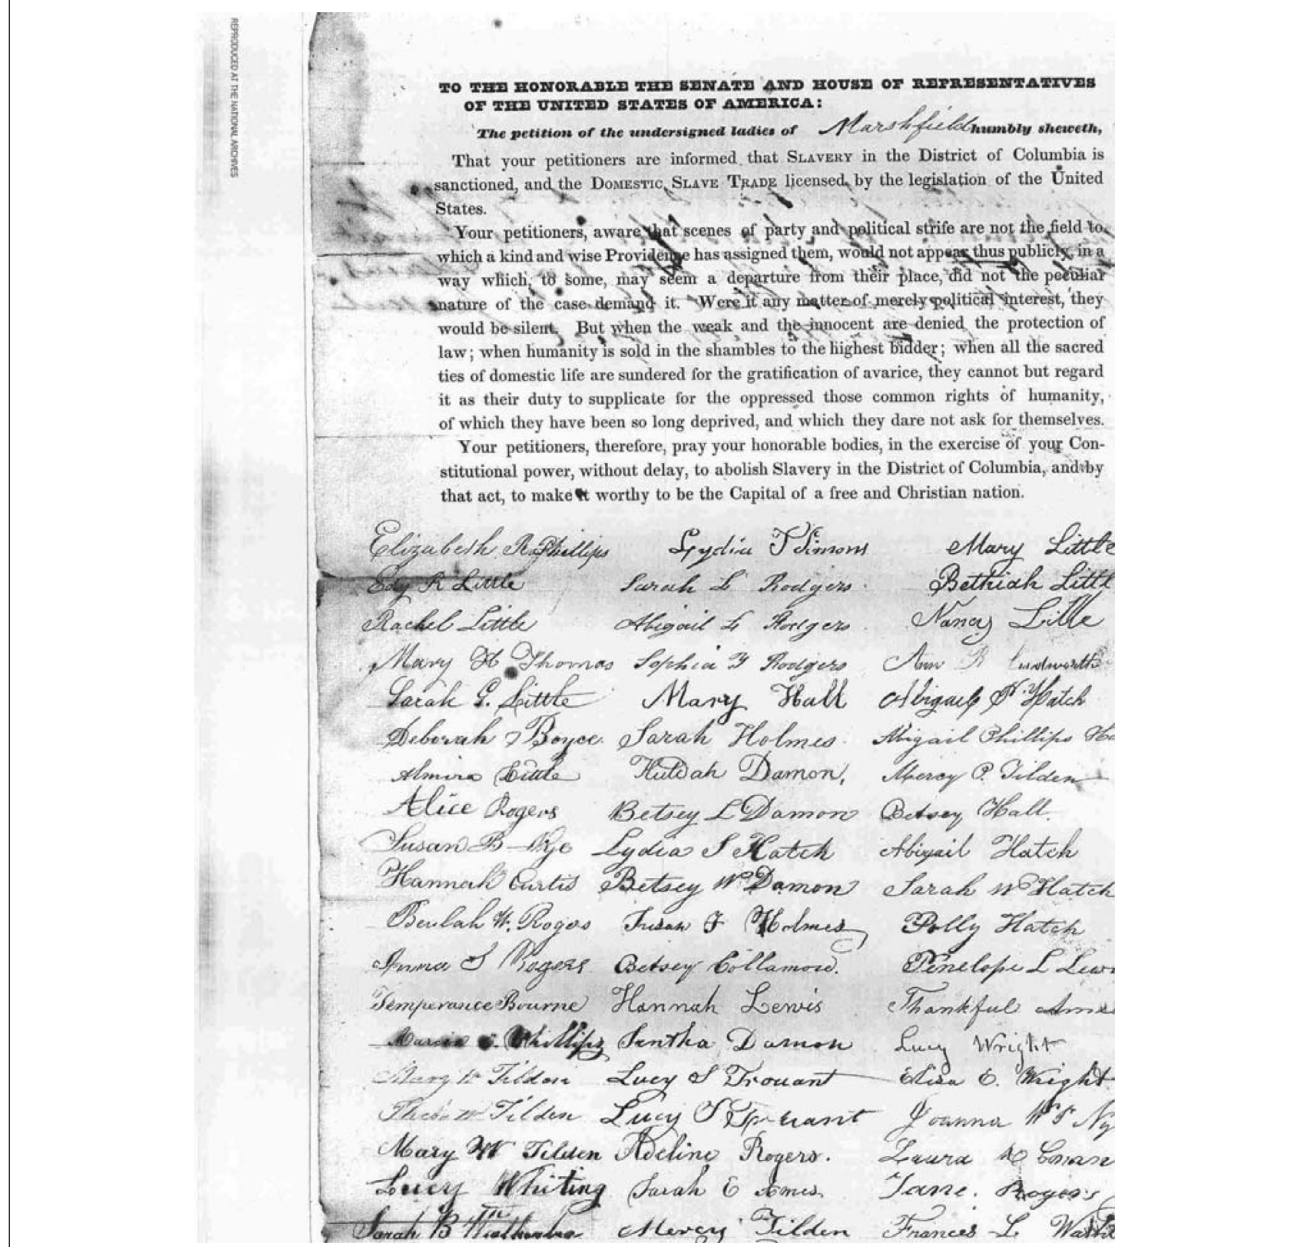 REPRODUCED AT THE NATIONAL ARCHIVES
TO THE HONORABLE THE SENATE AND HOUSE OF REPRESENTATIVES
OF THE UNITED STATES OF AMERICA:
The petition of the undersigned ladies of Marshfield humbly sheweth,
That your petitioners are informed that SLAVERY in the District of Columbia is
sanctioned, and the DOMESTIC SLAVE TRADE licensed by the legislation of the United
States.
Your petitioners, aware that scenes of party and political strife are not the field to
which a kind and wise Providence has assigned them, would not appear thus publicly, in a
way which, to some, may seem a departure from their place, did not the peculiar
nature of the case demand it. Were it any matter of merely political interest, they
would be silent. But when the weak and the innocent are denied the protection of
law; when humanity is sold in the shambles to the highest bidder; when all the sacred
ties of domestic life are sundered for the gratification of avarice, they cannot but regard
it as their duty to supplicate for the oppressed those common rights of humanity,
of which they have been so long deprived, and which they dare not ask for themselves.
Your petitioners, therefore, pray your honorable bodies, in the exercise of your Con-
stitutional power, without delay, to abolish Slavery in the District of Columbia, and by
that act, to make it worthy to be the Capital of a free and Christian nation.
Elizabeth R Phillips Lydia T Simons Mary Little
Little Sarah L Rodgers Bethiah Littl
Rachel Little Abigail L Rodgers Nancy Little
Mary H Thomas Sophia F Rodgers Ann R
Sarah G. Little Mary Hall Abigail Hatch
Deborah Boyce Sarah Holmes Abigail Phillips
Almira Little Huldah Damon, Mercy P. Tilden
Alice Rogers Betsey L Damon Betsey Hall
Susan B Lydia S Hatch Abigail Hatch
Hannah Curtis Betsey W Damon Sarah W Hatch
Beulah W. Rogers Susan F Holmes Polly Hatch
Anna S Rogers Betsey Collamore. Penelope L Lewi
Temperance Bourne Hannah Lewis Thankful Ames
Phillips Damon Lucy Wright
Mary W Tilden Lucy S Trouant Eliza E. Wright
Tilden Lucy T Joanna
Mary W Tilden Adeline Rogers. Laura
Lucy Whiting Sarah E Ames. Jane. Rogers
Sarah B Mercy Tilden Frances L